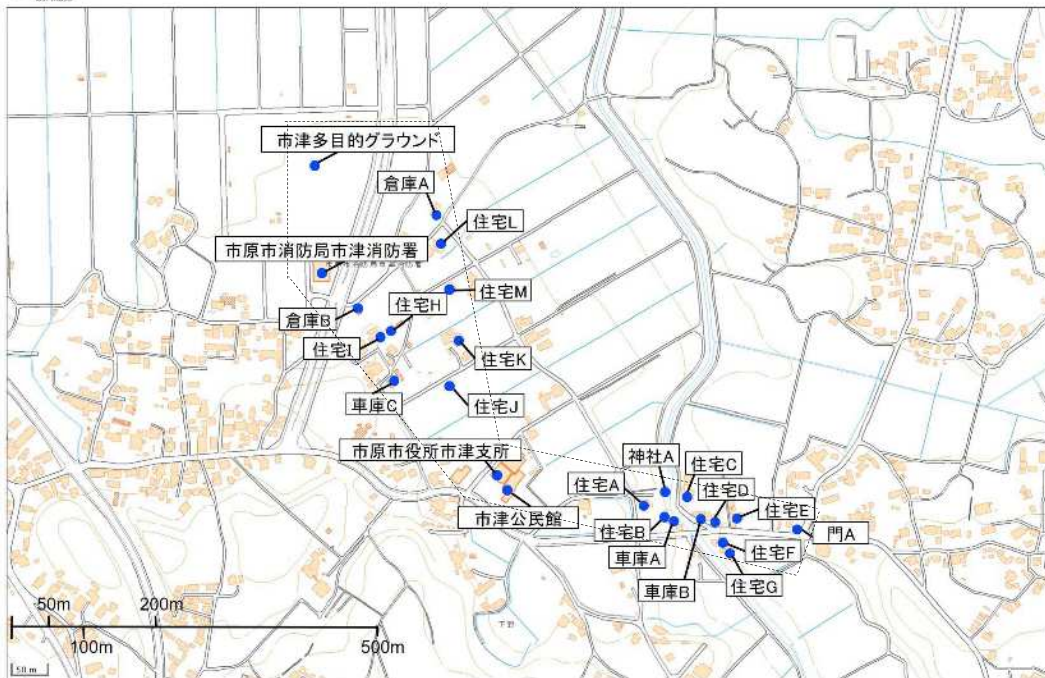 市津多目的グラウンド
倉庫A
住宅L
市原市消防局市津消防署
住宅M
住宅H
倉庫B
住宅I
住宅K
車庫C
住宅J
市原市役所市津支所
神社A
住宅C
住宅A
住宅D
住宅E
市津公民館
住宅B
門A
車庫A
住宅F
車庫B
住宅G
50m
200m
100m
500m
下野
50 m